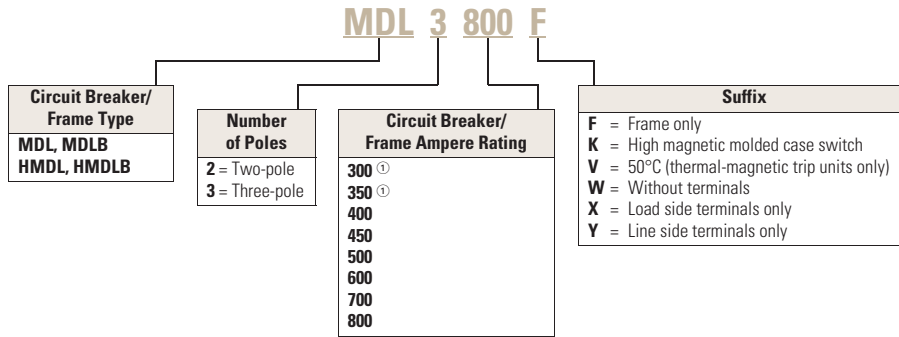 MDL 3 800 F
Circuit Breaker/
Frame Type
MDL, MDLB
HMDL, HMDLB
Number
of Poles
2 = Two-pole
3 = Three-pole
Circuit Breaker/
Frame Ampere Rating
300 ①
350 ①
400
450
500
600
700
800
Suffix
F = Frame only
K = High magnetic molded case switch
V = 50°C (thermal-magnetic trip units only)
W = Without terminals
X = Load side terminals only
Y = Line side terminals only